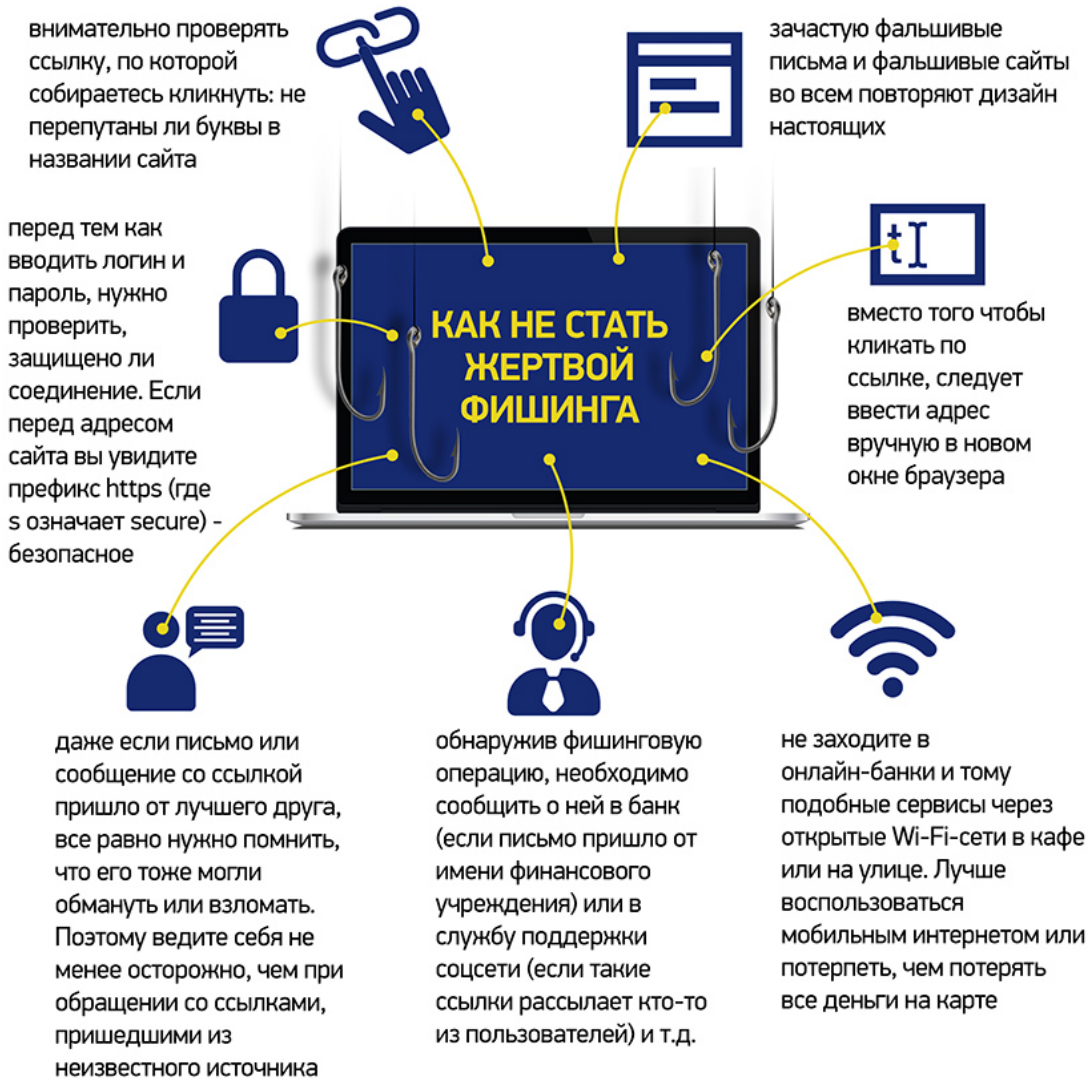 внимательно проверять
ссылку, по которой
собираетесь кликнуть: не
перепутаны ли буквы в
названии сайта
зачастую фальшивые
письма и фальшивые сайты
во всем повторяют дизайн
настоящих
перед тем как
вводить логин и
пароль, нужно
проверить,
защищено ли
соединение. Если
перед адресом
сайта вы увидите
префикс https (где
s означает secure) -
безопасное
КАК НЕ СТАТЬ
ЖЕРТВОЙ
ФИШИНГА
t
вместо того чтобы
кликать по
ссылке, следует
ввести адрес
вручную в новом
окне браузера
даже если письмо или
сообщение со ссылкой
пришло от лучшего друга,
все равно нужно помнить,
что его тоже могли
обмануть или взломать.
Поэтому ведите себя не
менее осторожно, чем при
обращении со ссылками,
пришедшими из
неизвестного источника
обнаружив фишинговую
операцию, необходимо
сообщить о ней в банк
(если письмо пришло от
имени финансового
учреждения) или в
службу поддержки
соцсети (если такие
ссылки рассылает кто-то
из пользователей) и т.д.
не заходите в
онлайн-банки и тому
подобные сервисы через
открытые Wi-Fi-сети в кафе
или на улице. Лучше
воспользоваться
мобильным интернетом или
потерпеть, чем потерять
все деньги на карте